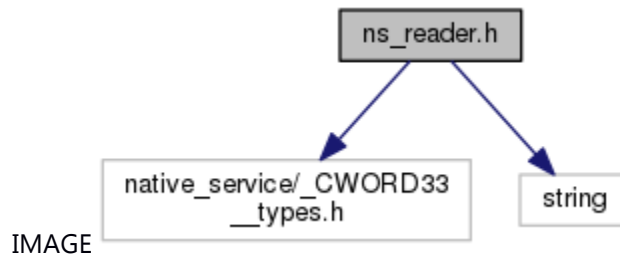 ns_reader.h
native_service/_CWORD33
__types.h
string
IMAGE